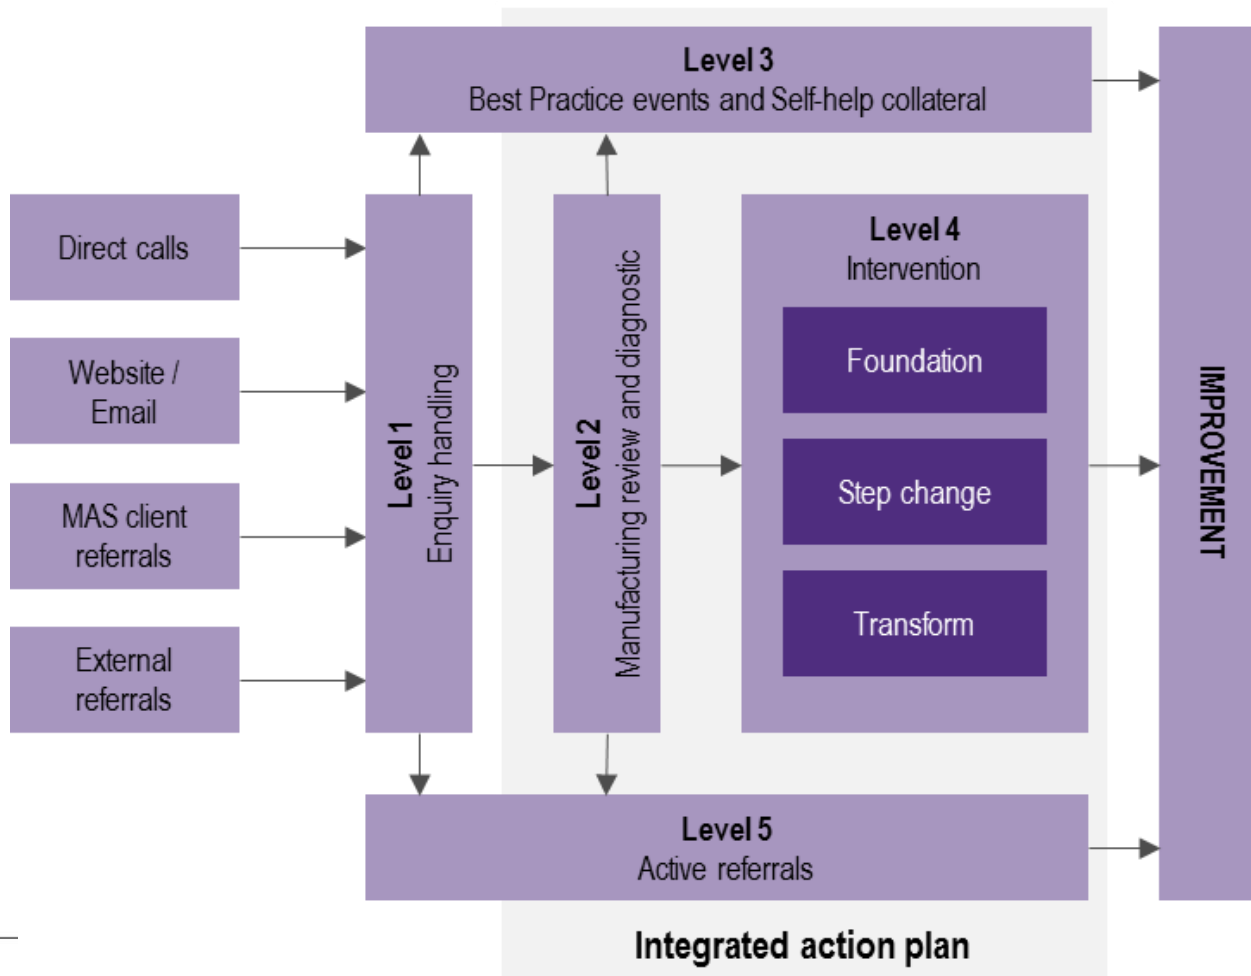 Level 3
Best Practice events and Self-help collateral
Direct calls
Website /
Email
MAS client
referrals
External
referrals
Level 1
Enquiry handling
Level 2
Manufacturing review and diagnostic
Level 4
Intervention
Foundation
Step change
Transform
IMPROVEMENT
Level 5
Active referrals
Integrated action plan